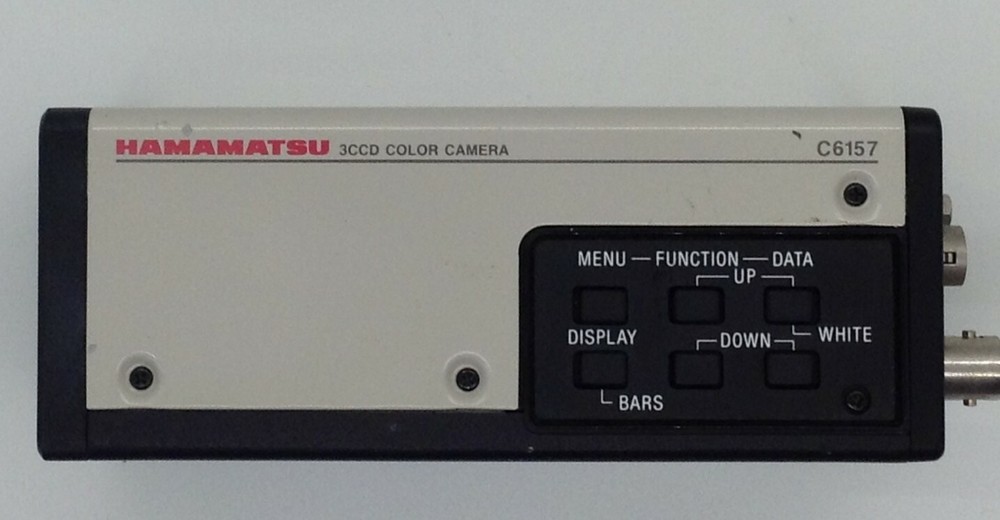 HAMAMATSU 3CCD COLOR CAMERA C6157
MENU — FUNCTION — DATA
UP
DISPLAY WHITE
DOWN
BARS